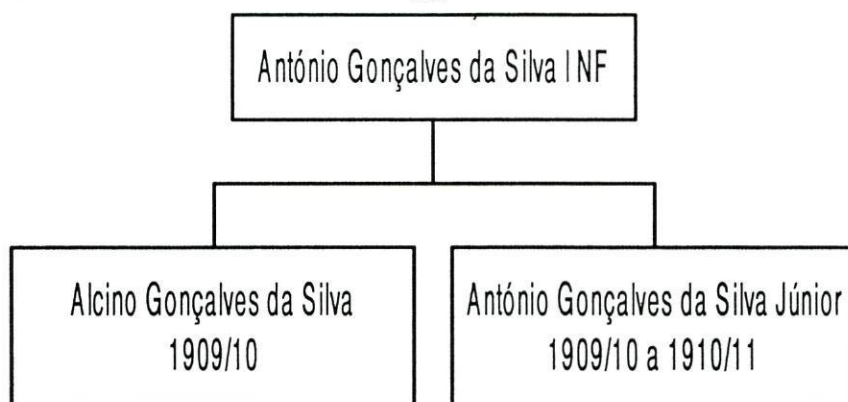 António Gonçalves da Silva I NF
Alcino Gonçalves da Silva
1909/10
António Gonçalves da Silva Júnior
1909/10 a 1910/11